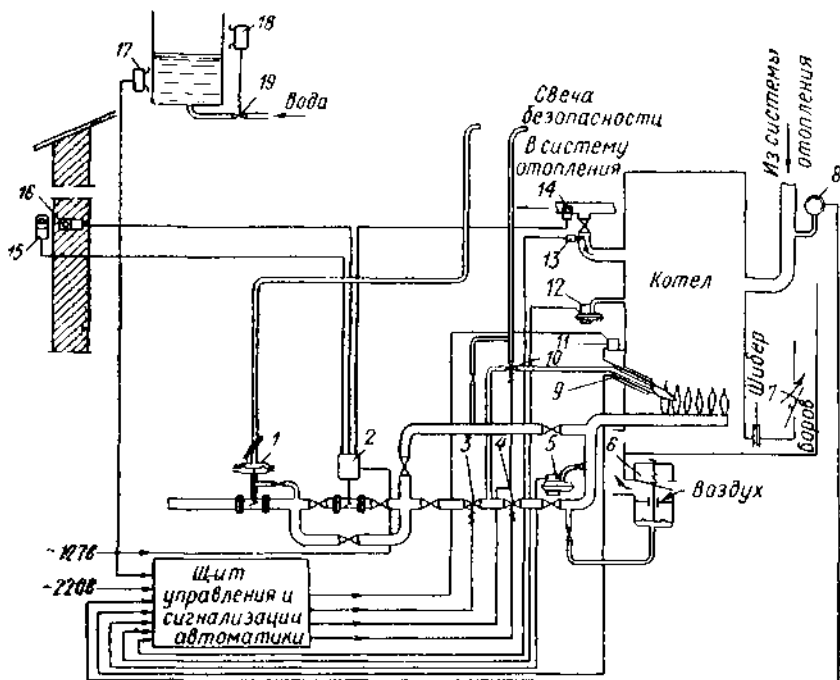 17
18
19
Вода
Свеча
безопасности
В систему
отопления
Из системы
отопления
14
8
16
15
13
12
Котел
11
10
9
Шибер
7
боров
1
2
3
4
5
6
Воздух
~127в
~220в
Щит
управления и
сигнализации
автоматики